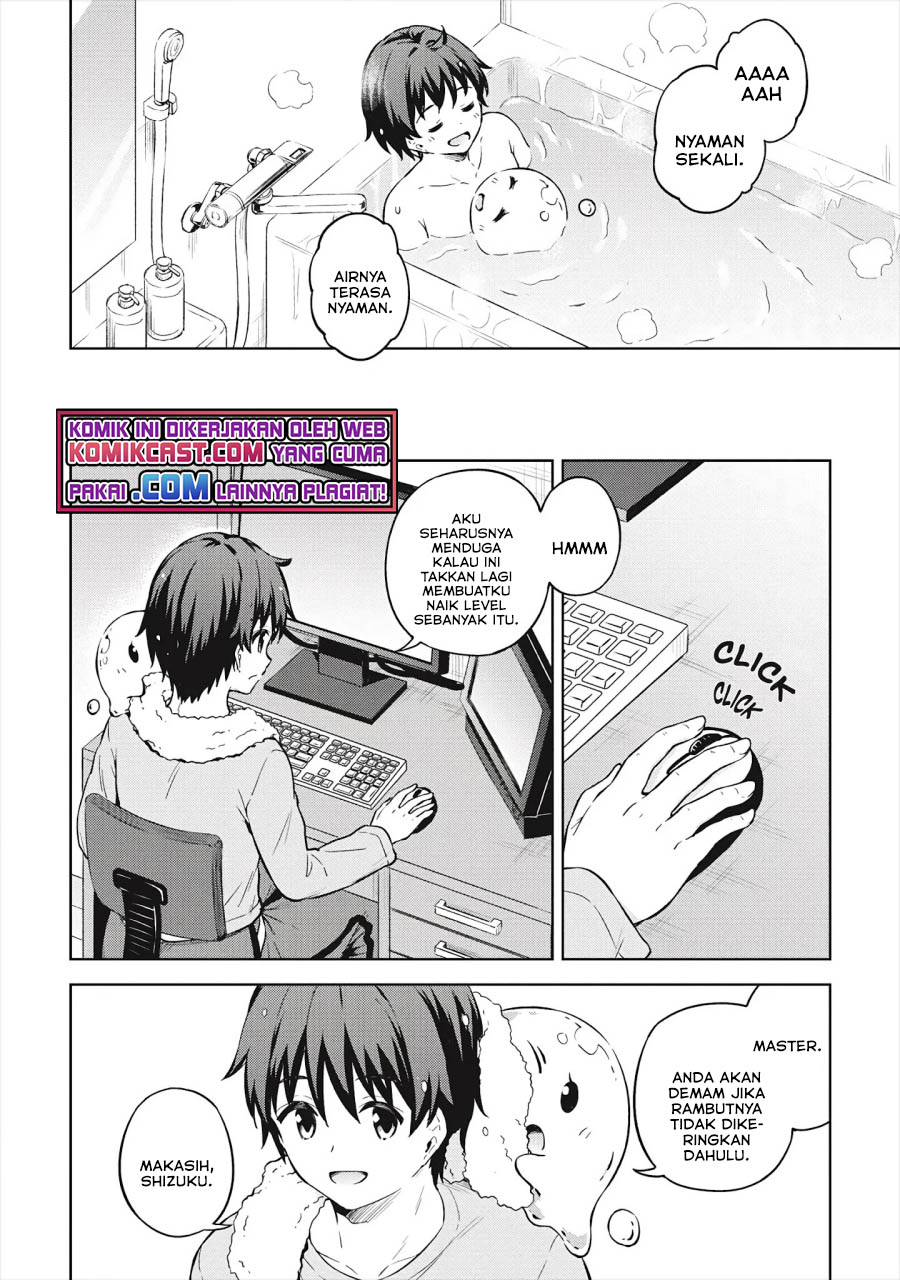 AAAA
AAH
NYAMAN
SEKALI.
AIRNYA
TERASA
NYAMAN.
KOMIK INI DIKERJAKAN OLEH WEB
KOMIKCAST.COM YANG CUMA
PAKAI .COM LAINNYA PLAGIAT!
HMMM
AKU
SEHARUSNYA
MENDUGA
KALAU INI
TAKKAN LAGI
MEMBUATKU
NAIK LEVEL
SEBANYAK ITU.
CLICK
CLICK
MASTER.
ANDA AKAN
DEMAM JIKA
RAMBUTNYA
TIDAK DIKE-
RINGKAN
DAHULU.
MAKASIH,
SHIZUKU.